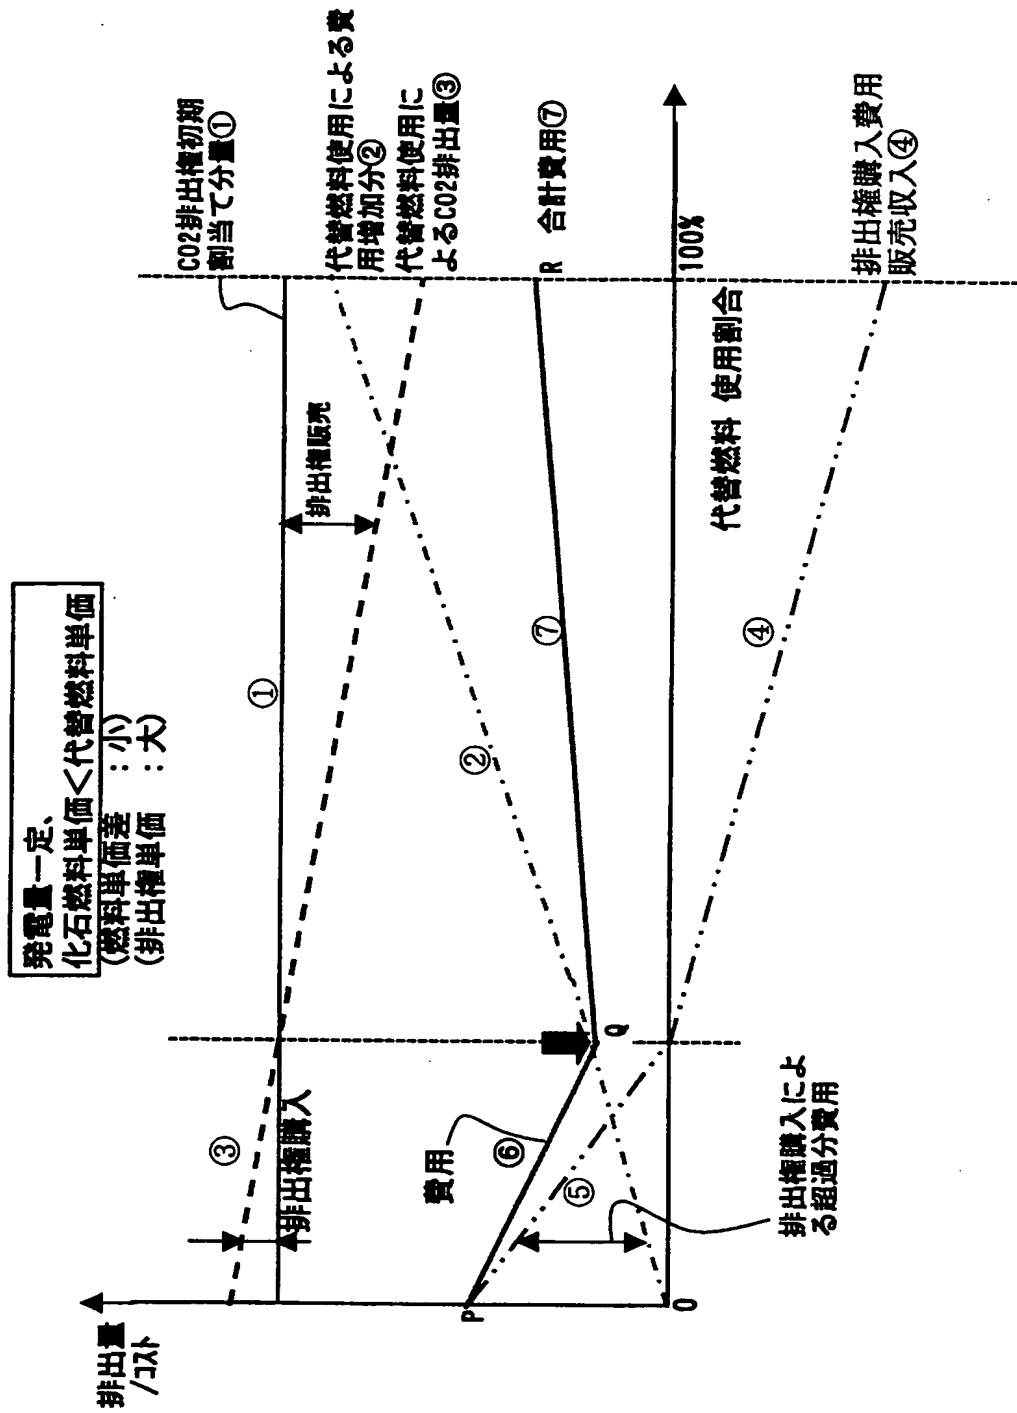 発電量一定、
化石燃料単価＜代替燃料単価
(燃料単価差 ：小)
(排出権単価 ：大)
排出量
/コスト
CO2排出権初期
割当て分量①
代替燃料使用による費
用増加分②
代替燃料使用に
よるCO2排出量③
R 合計費用⑦
100%
排出権購入費用
販売収入④
代替燃料 使用割合
排出権販売
①
②
⑦
④
③
排出権購入
費用
⑥
⑤
P
Q
O
排出権購入によ
る超過分費用